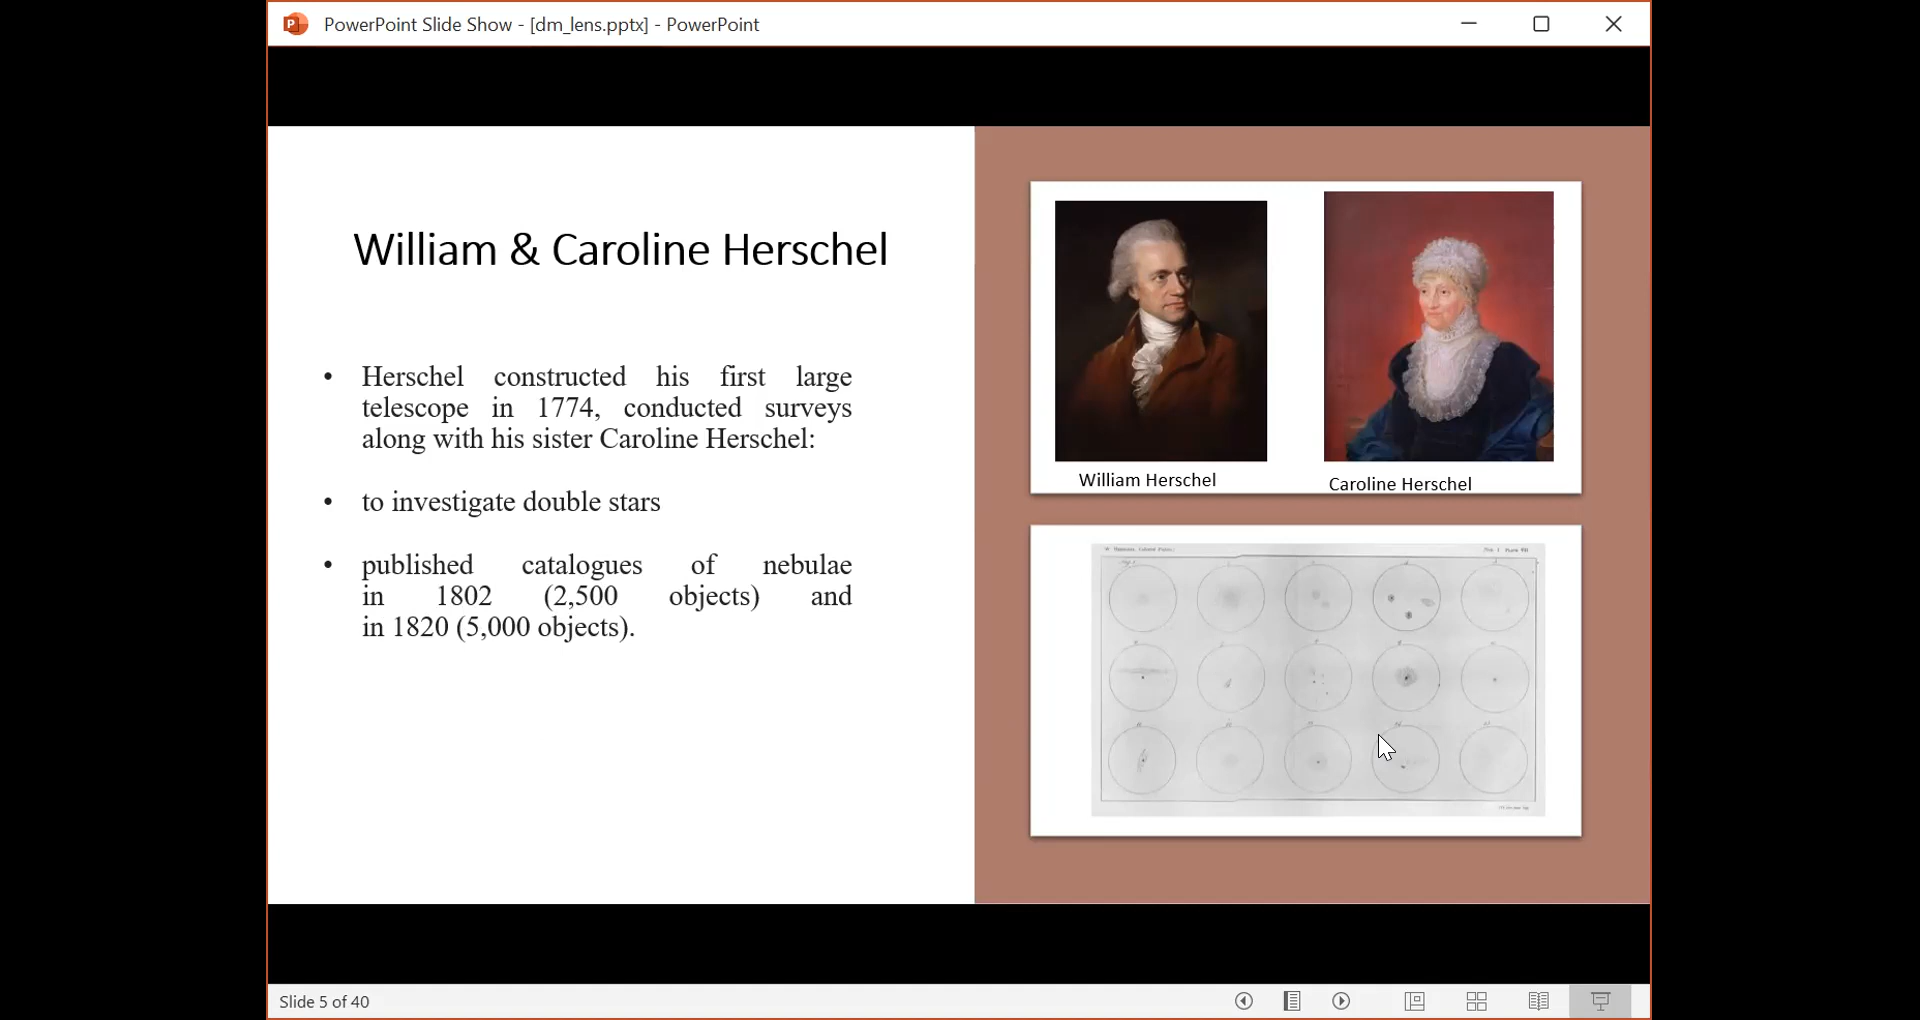 PowerPoint Slide Show - [dm_lens.pptx] - PowerPoint
William & Caroline Herschel
• Herschel constructed his first large
telescope in 1774, conducted surveys
along with his sister Caroline Herschel:
• to investigate double stars
• published catalogues of nebulae
in 1802 (2,500 objects) and
in 1820 (5,000 objects).
William Herschel
Caroline Herschel
Slide 5 of 40